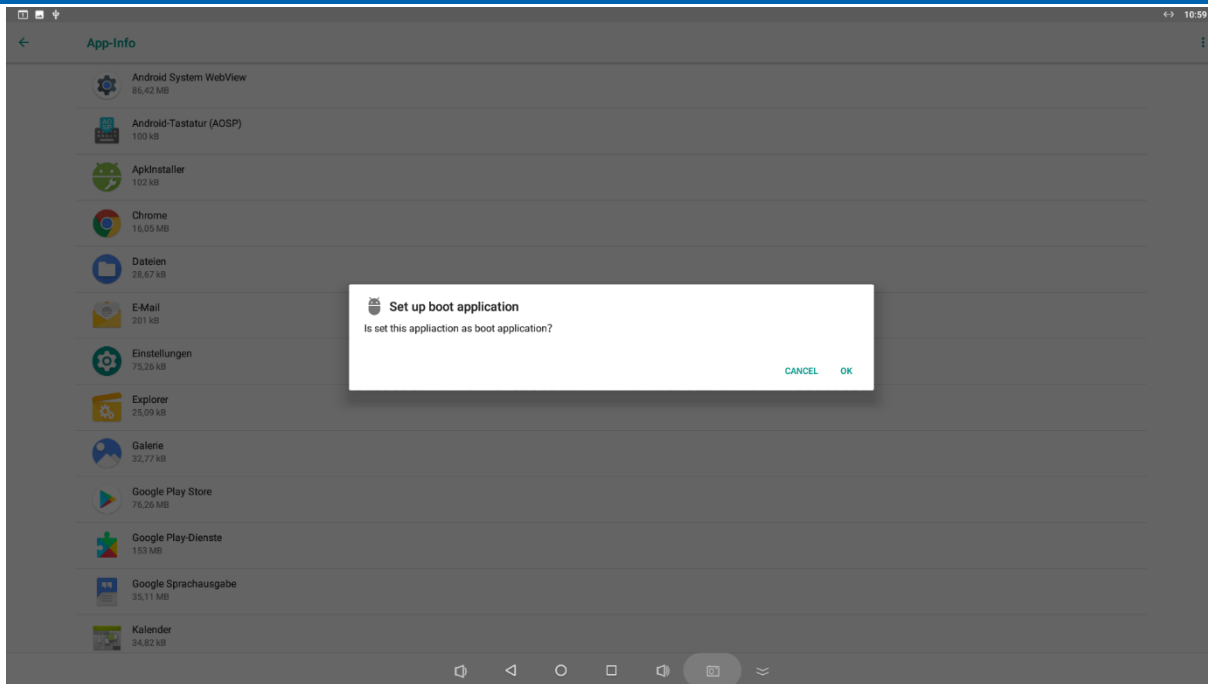 10:59
App-Info
Android System WebView
86,42 MB
Android-Tastatur (AOSP)
100 kB
ApkInstaller
102 kB
Chrome
16,05 MB
Dateien
28,67 kB
E-Mail
201 kB
Einstellungen
75,26 kB
Explorer
25,09 kB
Galerie
32,77 kB
Google Play Store
76,26 MB
Google Play-Dienste
153 MB
Google Sprachausgabe
35,11 MB
Kalender
34,82 kB
Set up boot application
Is set this appliaction as boot application?
CANCEL OK